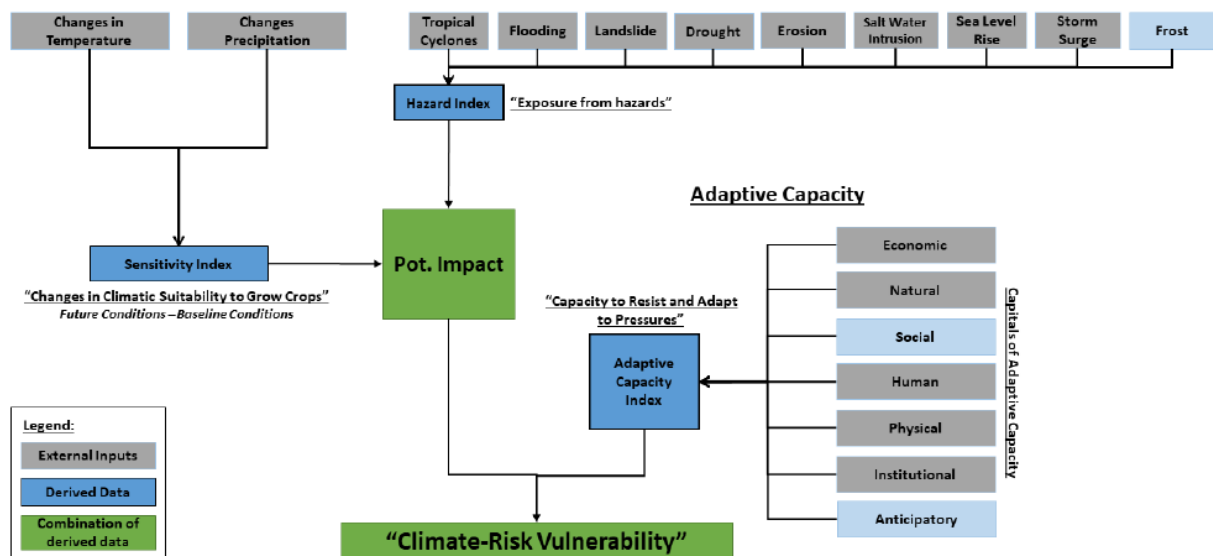 Changes in
Temperature
Changes
Precipitation
Tropical
Cyclones
Flooding
Landslide
Drought
Erosion
Salt Water
Intrusion
Sea Level
Rise
Storm
Surge
Frost
Hazard Index
“Exposure from hazards”
Adaptive Capacity
Sensitivity Index
“Changes in Climatic Suitability to Grow Crops”
Future Conditions –Baseline Conditions
Pot. Impact
“Capacity to Resist and Adapt
to Pressures”
Adaptive
Capacity
Index
Economic
Natural
Social
Human
Physical
Institutional
Anticipatory
Capitals of Adaptive Capacity
Legend:
External Inputs
Derived Data
Combination of
derived data
“Climate-Risk Vulnerability”